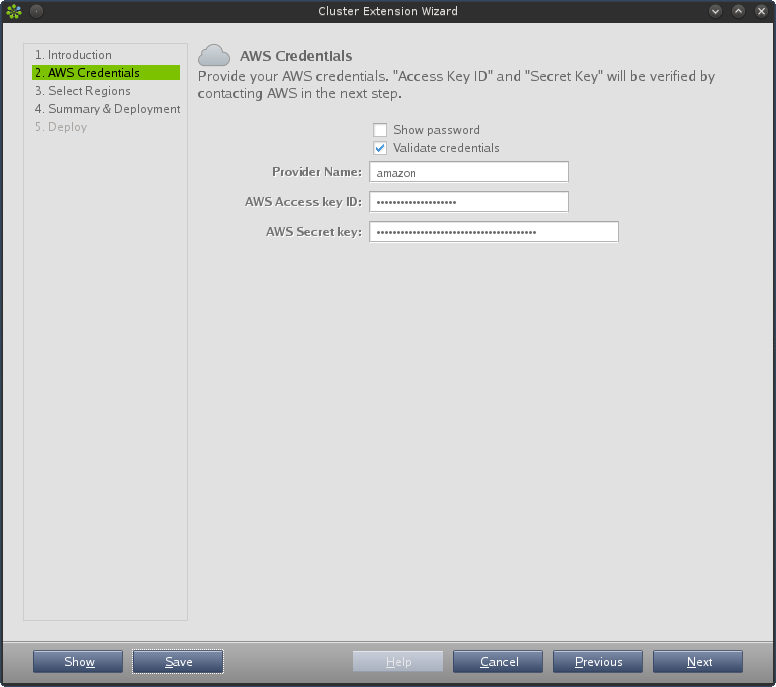 Cluster Extension Wizard
1. Introduction
2. AWS Credentials
3. Select Regions
4. Summary & Deployment
5. Deploy
AWS Credentials
Provide your AWS credentials. "Access Key ID" and "Secret Key" will be verified by
contacting AWS in the next step.
Show password
Validate credentials
Provider Name: amazon
AWS Access key ID: ••••••••••••••••••••
AWS Secret key: ••••••••••••••••••••••••••••••••••••••••
Show Save Help Cancel Previous Next